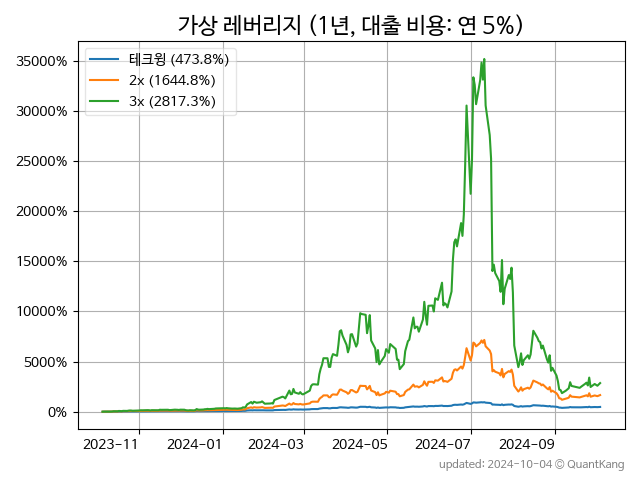 가상 레버리지 (1년, 대출 비용: 연 5%)
테크윙 (473.8%)
2x (1644.8%)
3x (2817.3%)
35000%
30000%
25000%
20000%
15000%
10000%
5000%
0%
2023-11 2024-01 2024-03 2024-05 2024-07 2024-09
updated: 2024-10-04 © QuantKang